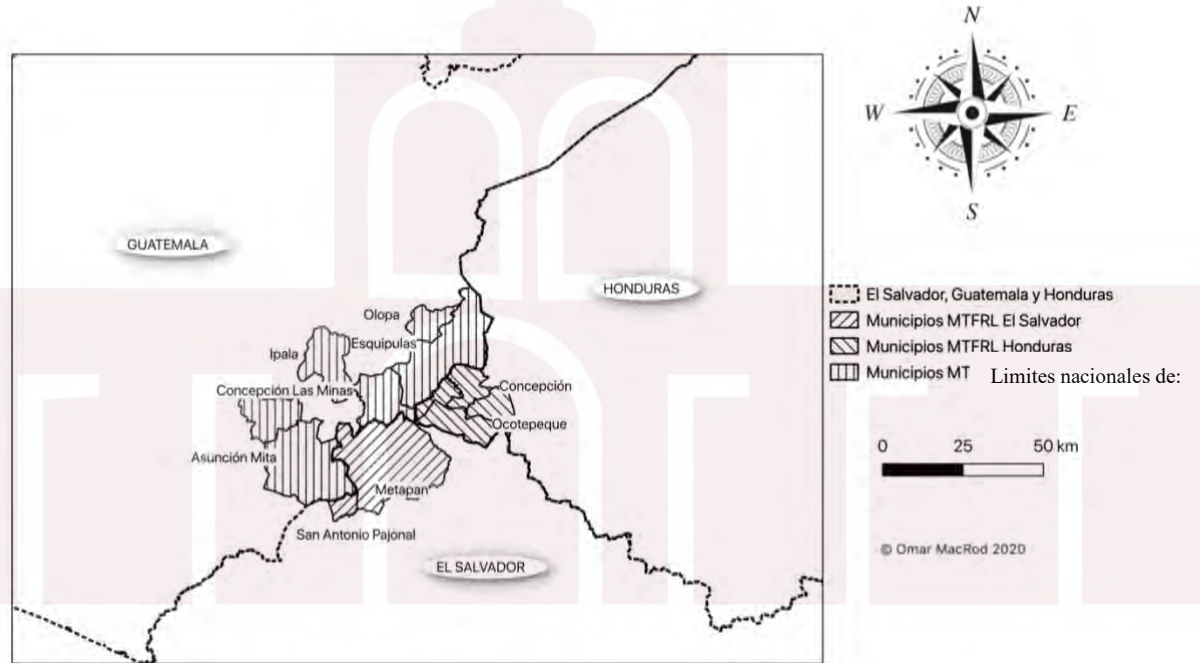 N
W
E
S
GUATEMALA
HONDURAS
Olopa
Esquipulas
Ipala
Concepción Las Minas
Concepción
Ocotepeque
Asunción Mita
Metapan
San Antonio Pajonal
EL SALVADOR
El Salvador, Guatemala y Honduras
Municipios MTFRL El Salvador
Municipios MTFRL Honduras
Municipios MT
Limites nacionales de:
0 25 50 km
© Omar MacRod 2020